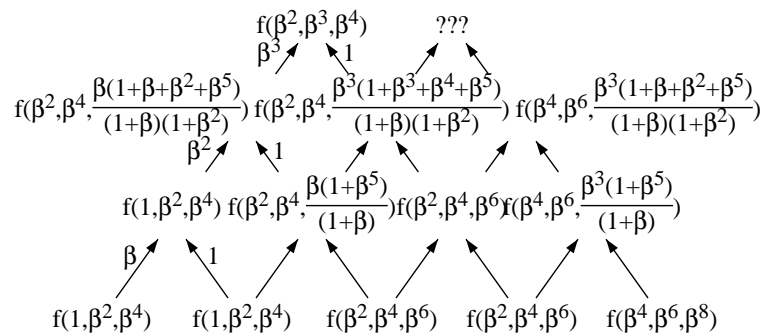 f(β²,β³,β⁴) ???
β³ 1
f(β²,β⁴,β(1+β+β²+β⁵)/(1+β)(1+β²)) f(β²,β⁴,β³(1+β³+β⁴+β⁵)/(1+β)(1+β²)) f(β⁴,β⁶,β³(1+β+β²+β⁵)/(1+β)(1+β²))
β² 1
f(1,β²,β⁴) f(β²,β⁴,β(1+β⁵)/(1+β)) f(β²,β⁴,β⁶) f(β⁴,β⁶,β³(1+β⁵)/(1+β))
β 1
f(1,β²,β⁴) f(1,β²,β⁴) f(β²,β⁴,β⁶) f(β²,β⁴,β⁶) f(β⁴,β⁶,β⁸)